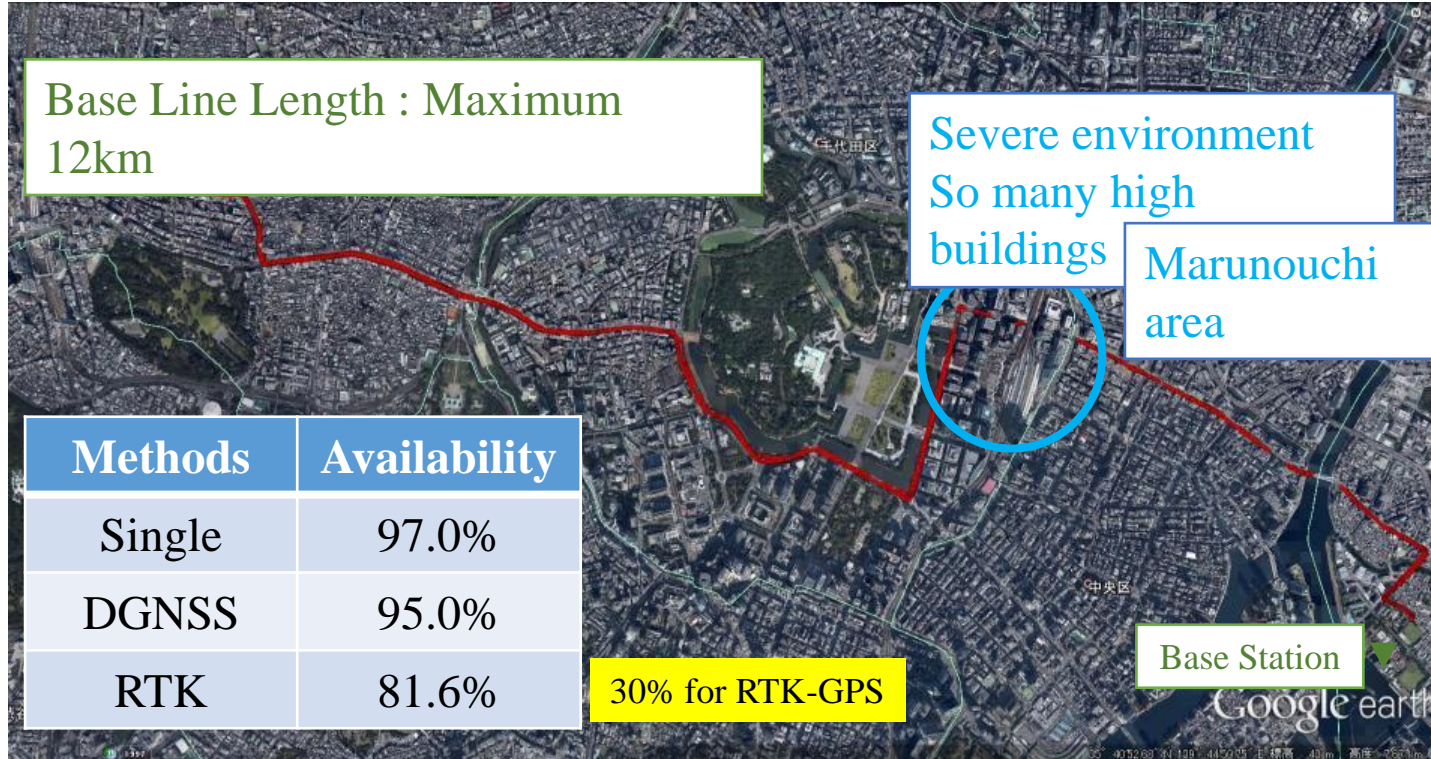 Base Line Length : Maximum
12km
千代田区
Severe environment
So many high
buildings
Marunouchi
area
Methods Availability
Single 97.0%
DGNSS 95.0%
RTK 81.6%
30% for RTK-GPS
中央区
Base Station
Google earth